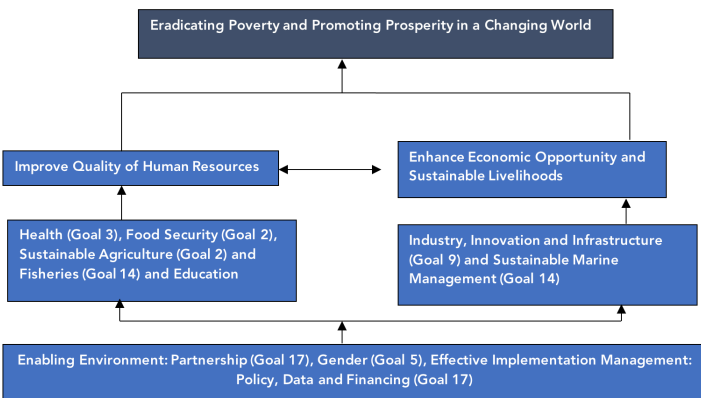 Eradicating Poverty and Promoting Prosperity in a Changing World
Improve Quality of Human Resources
Enhance Economic Opportunity and
Sustainable Livelihoods
Health (Goal 3), Food Security (Goal 2),
Sustainable Agriculture (Goal 2) and
Fisheries (Goal 14) and Education
Industry, Innovation and Infrastructure
(Goal 9) and Sustainable Marine
Management (Goal 14)
Enabling Environment: Partnership (Goal 17), Gender (Goal 5), Effective Implementation Management:
Policy, Data and Financing (Goal 17)